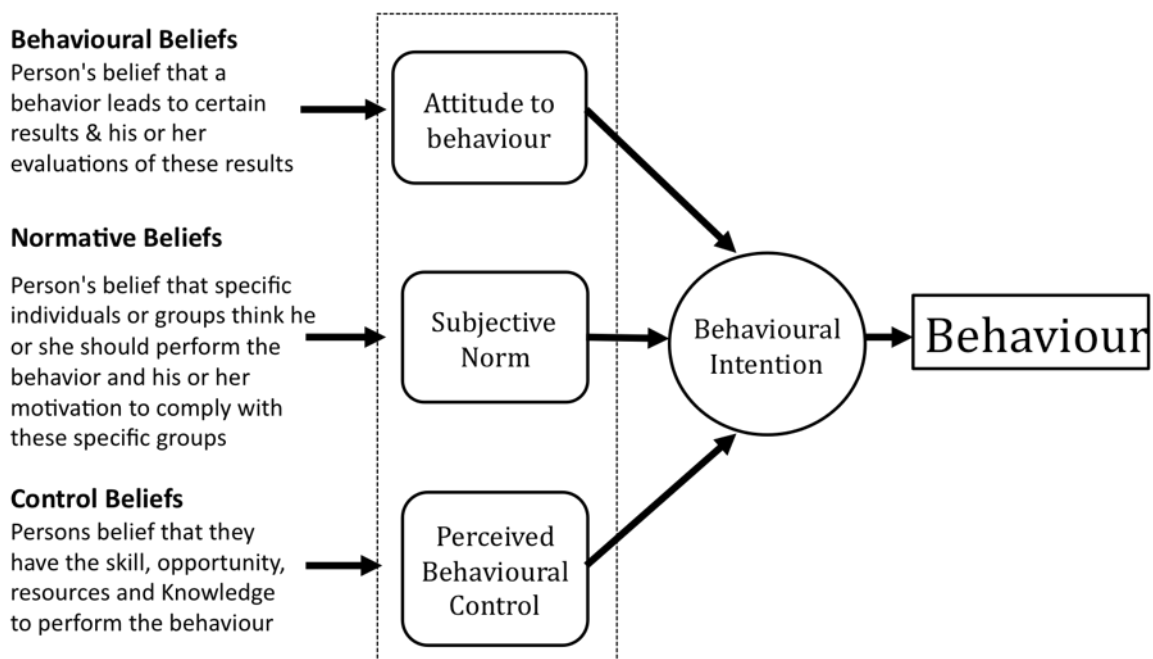 Behavioural Beliefs
Person's belief that a
behavior leads to certain
results & his or her
evaluations of these results
Attitude to
behaviour
Normative Beliefs
Person's belief that specific
individuals or groups think he
or she should perform the
behavior and his or her
motivation to comply with
these specific groups
Subjective
Norm
Control Beliefs
Persons belief that they
have the skill, opportunity,
resources and Knowledge
to perform the behaviour
Perceived
Behavioural
Control
Behavioural
Intention
Behaviour